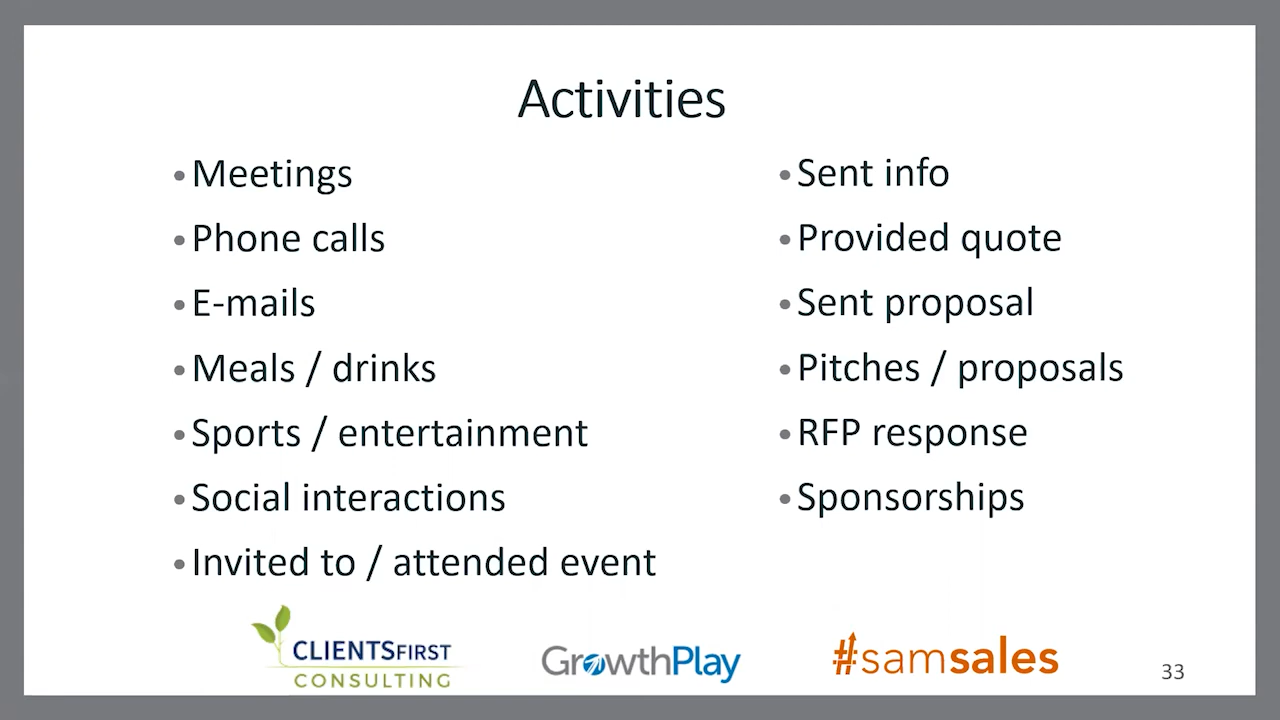 Activities
• Meetings
• Phone calls
• E-mails
• Meals / drinks
• Sports / entertainment
• Social interactions
• Invited to / attended event
• Sent info
• Provided quote
• Sent proposal
• Pitches / proposals
• RFP response
• Sponsorships
CLIENTSFIRST
CONSULTING
GrowthPlay
#samsales
33